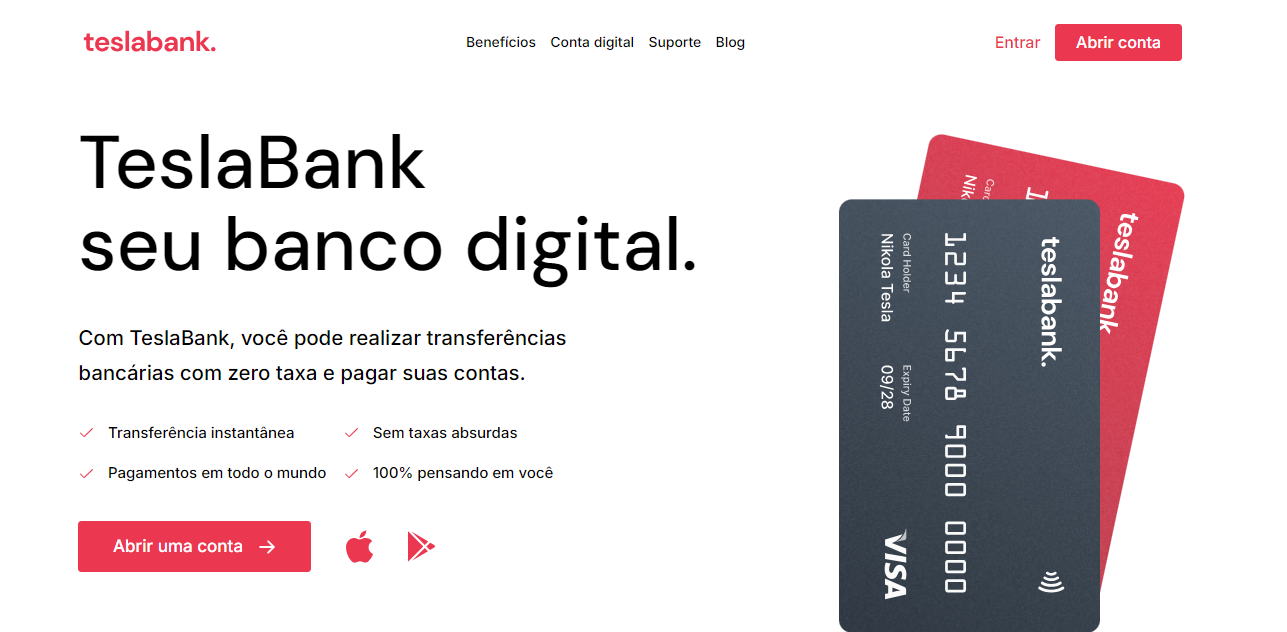 teslabank.
Benefícios Conta digital Suporte Blog
Entrar
Abrir conta
TeslaBank
seu banco digital.
Com TeslaBank, você pode realizar transferências
bancárias com zero taxa e pagar suas contas.
Transferência instantânea
Sem taxas absurdas
Pagamentos em todo o mundo
100% pensando em você
Abrir uma conta
teslabank.
1234 5678 9000 0000
Card Holder
Nikola Tesla
Expiry Date
09/28
VISA
teslabank